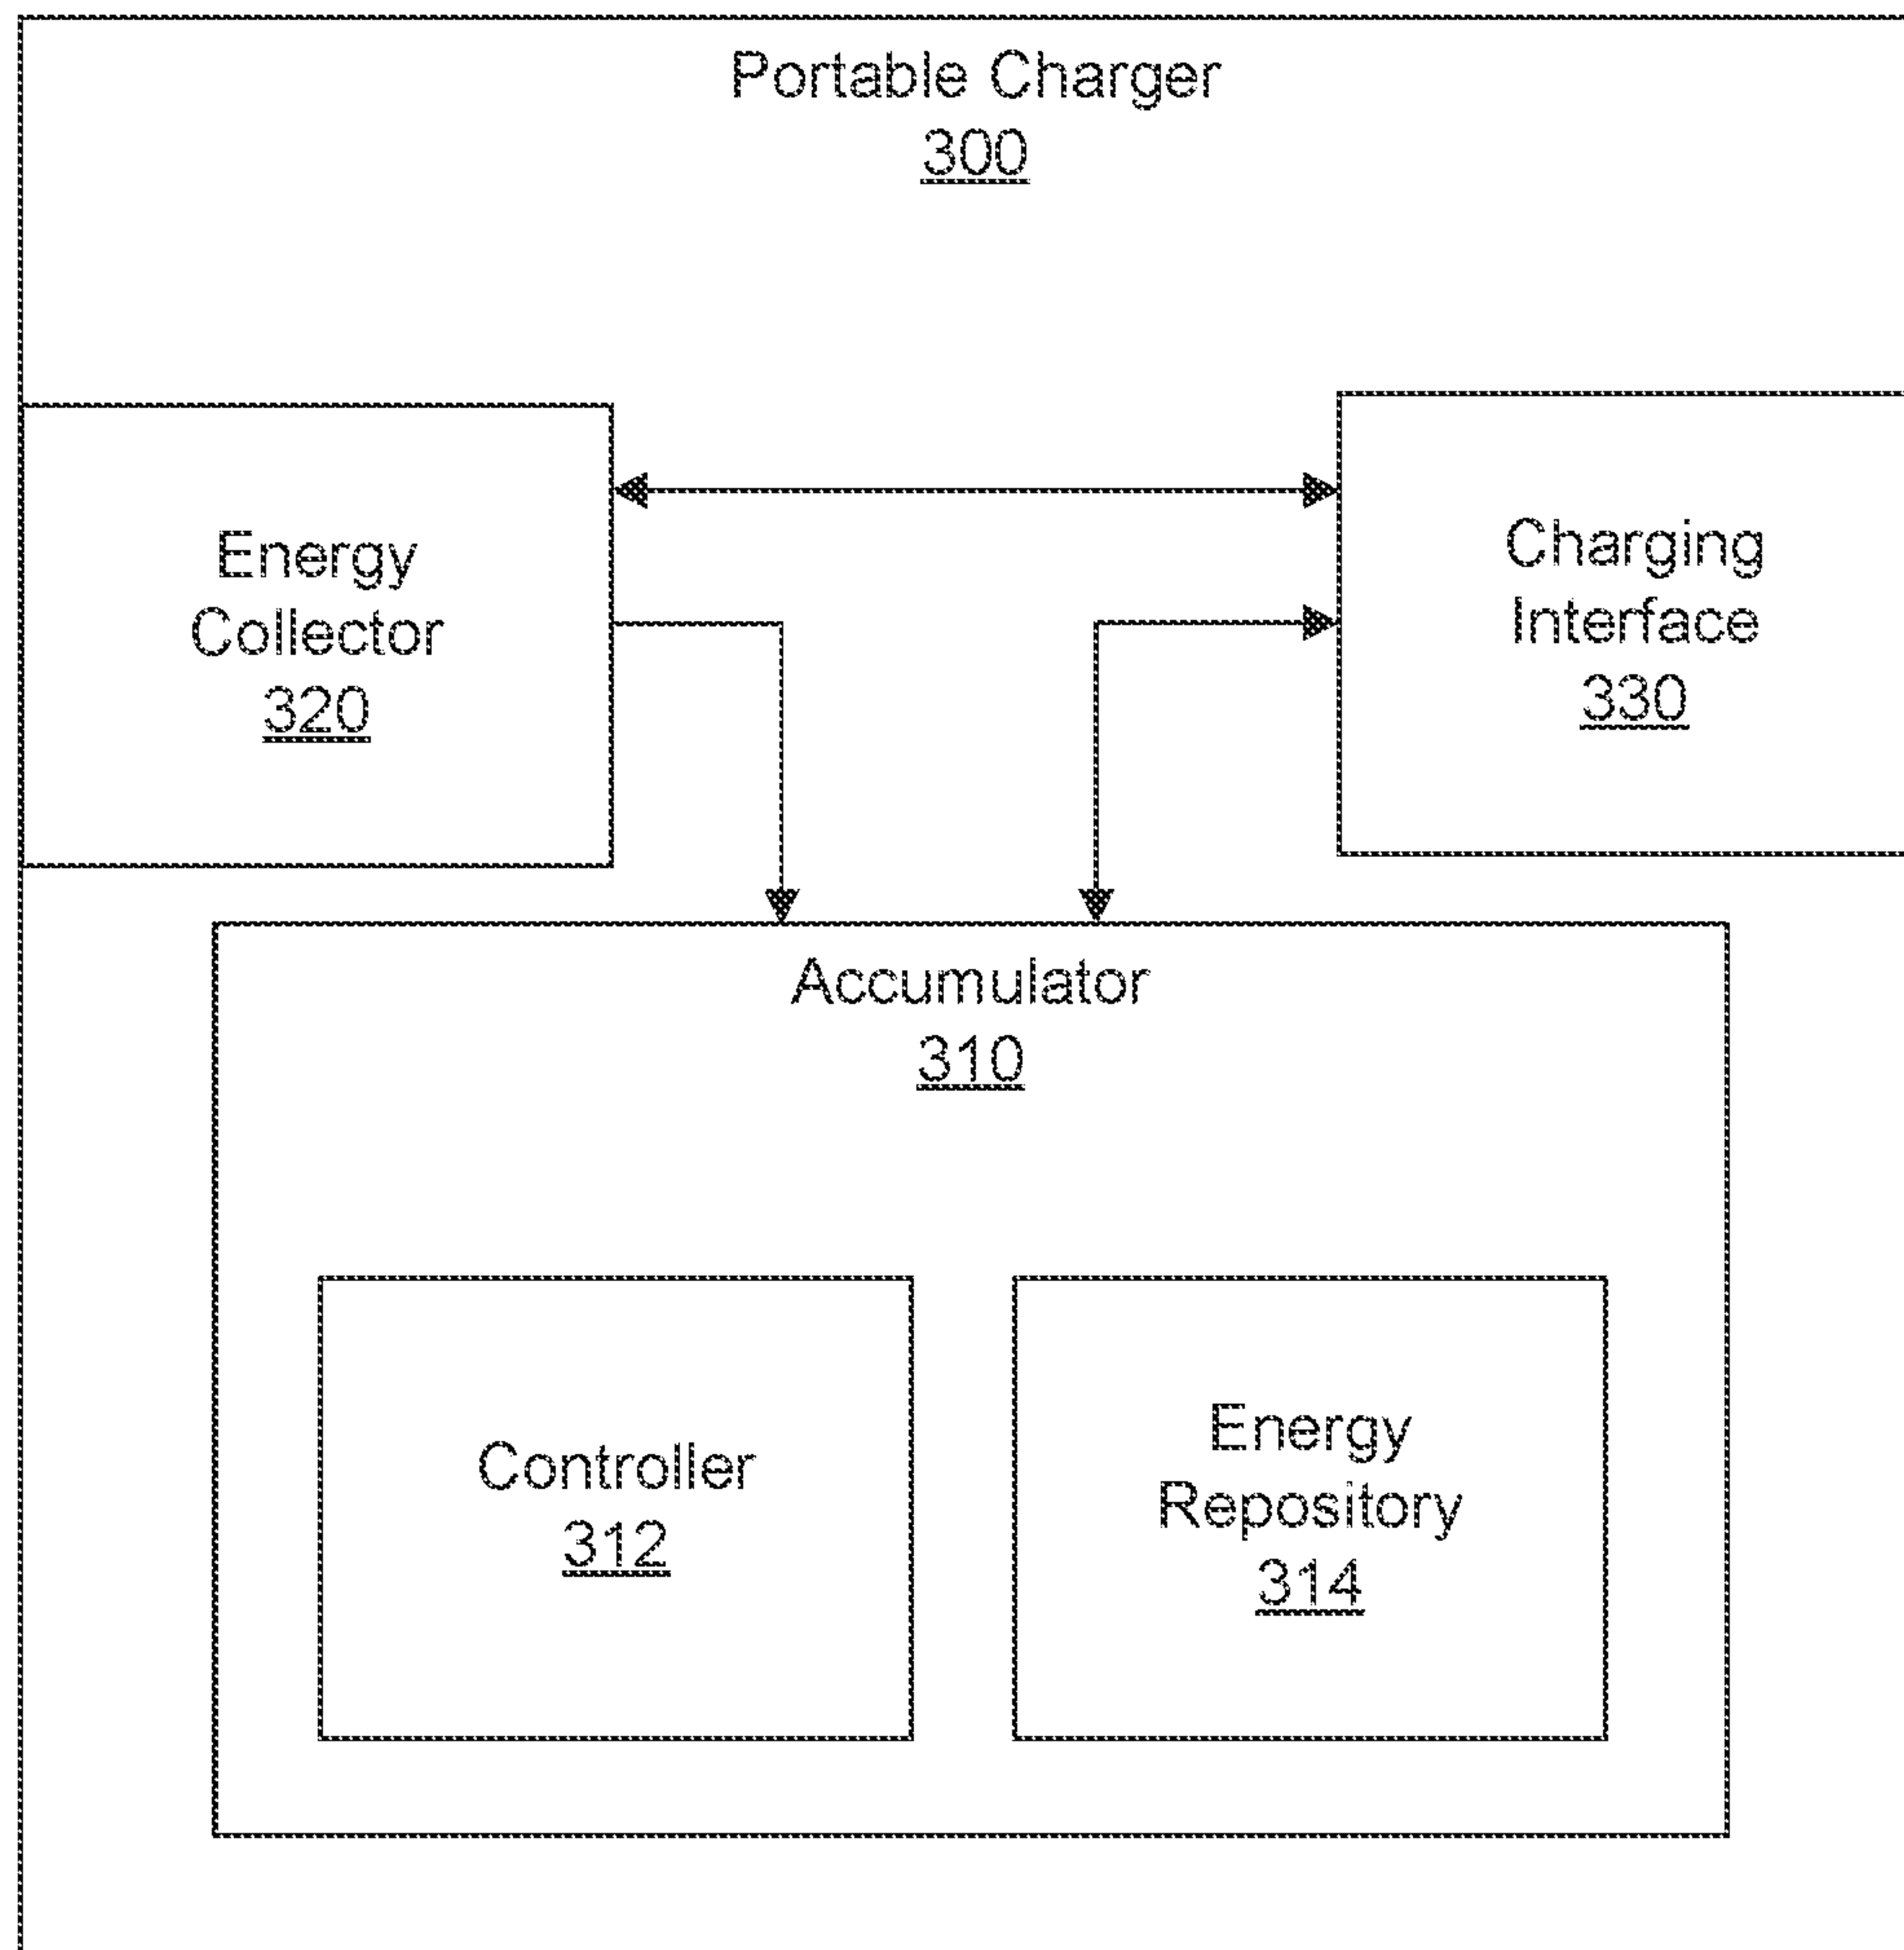 Portable Charger
300
Energy
Collector
320
Charging
Interface
330
Accumulator
310
Controller
312
Energy
Repository
314